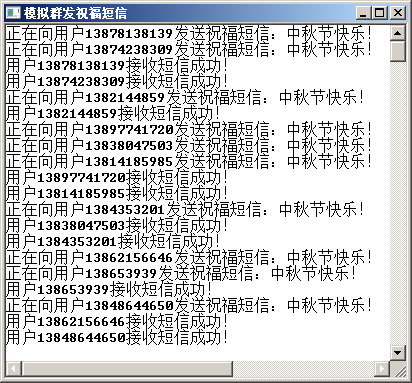 模拟群发祝福短信
正在向用户13878138139发送祝福短信：中秋节快乐！
正在向用户13874238309发送祝福短信：中秋节快乐！
用户13878138139接收短信成功！
用户13874238309接收短信成功！
正在向用户1382144859发送祝福短信：中秋节快乐！
用户1382144859接收短信成功！
正在向用户13897741720发送祝福短信：中秋节快乐！
正在向用户13838047503发送祝福短信：中秋节快乐！
正在向用户13814185985发送祝福短信：中秋节快乐！
用户13897741720接收短信成功！
用户13814185985接收短信成功！
正在向用户1384353201发送祝福短信：中秋节快乐！
用户13838047503接收短信成功！
用户1384353201接收短信成功！
正在向用户13862156646发送祝福短信：中秋节快乐！
正在向用户138653939发送祝福短信：中秋节快乐！
用户138653939接收短信成功！
正在向用户13848644650发送祝福短信：中秋节快乐！
用户13862156646接收短信成功！
用户13848644650接收短信成功！